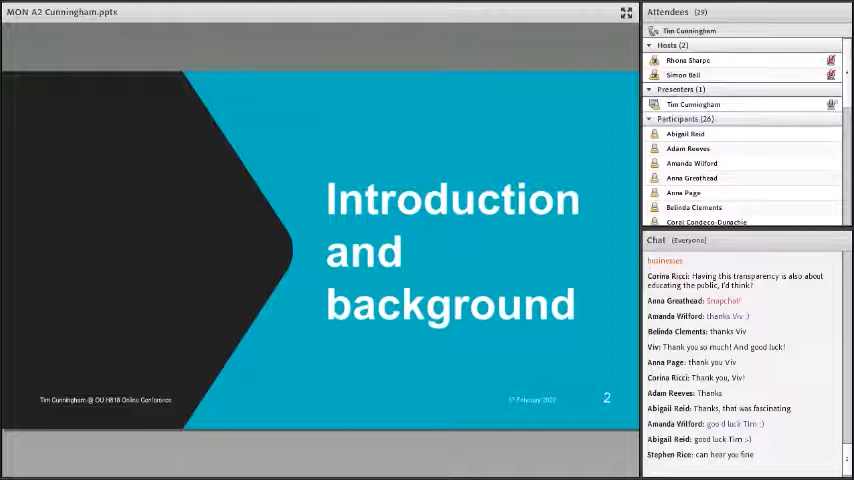 MON A2 Cunningham.pptx
Introduction
and
background
Tim Cunningham @ OU H818 Online Conference
February 2020
2
Attendees (29)
Tim Cunningham
Hosts (2)
Rhona Sharpe
Simon Ball
Presenters (1)
Tim Cunningham
Participants (26)
Abigail Reid
Adam Reeves
Amanda Wilford
Anna Greathead
Anna Page
Belinda Clements
Coral Condeco-Dunachie
Chat (Everyone)
businesses
Corina Ricci: Having this transparency is also about
educating the public, I'd think?
Anna Greathead: Snapchat!
Amanda Wilford: thanks Viv :)
Belinda Clements: thanks Viv
Viv: Thank you so much! And good luck!
Anna Page: thank you Viv
Corina Ricci: Thank you, Viv!
Adam Reeves: Thanks
Abigail Reid: Thanks, that was fascinating
Amanda Wilford: good luck Tim :)
Abigail Reid: good luck Tim :-)
Stephen Rice: can hear you fine